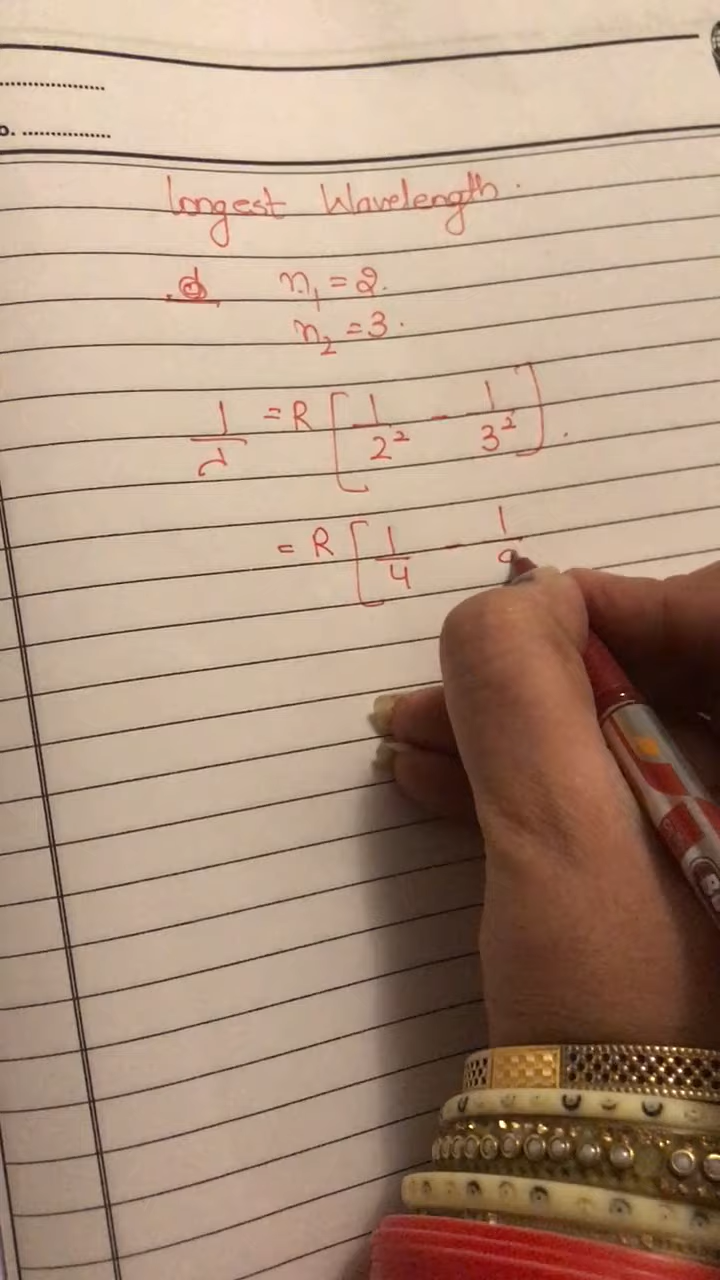 o. ................
Longest Wavelength.
n₁ = 2.
n₂ = 3.
1/λ = R [ 1/2² - 1/3² ].
= R [ 1/4 - 1/9